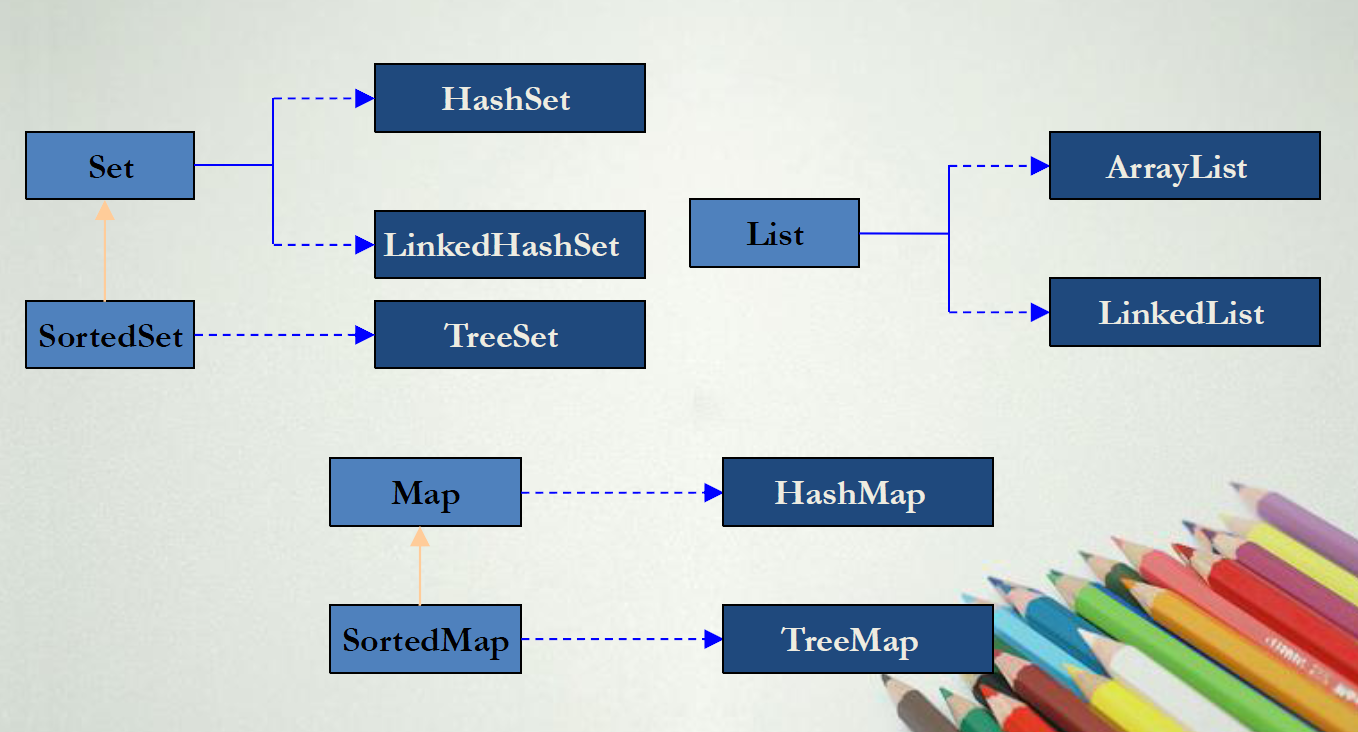 HashSet
Set
ArrayList
List
LinkedHashSet
SortedSet
TreeSet
LinkedList
Map
HashMap
SortedMap
TreeMap